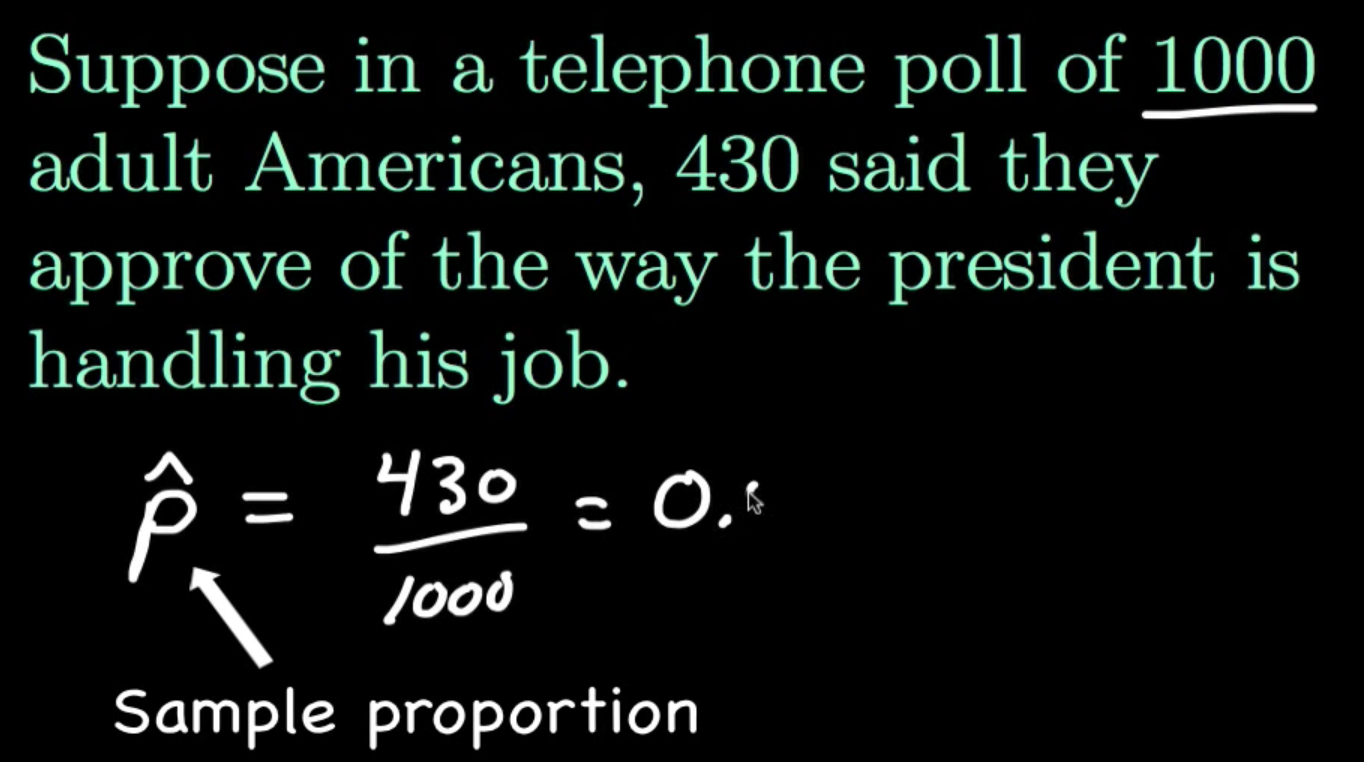 Suppose in a telephone poll of 1000
adult Americans, 430 said they
approve of the way the president is
handling his job.
p̂ = 430/1000 = 0.
Sample proportion